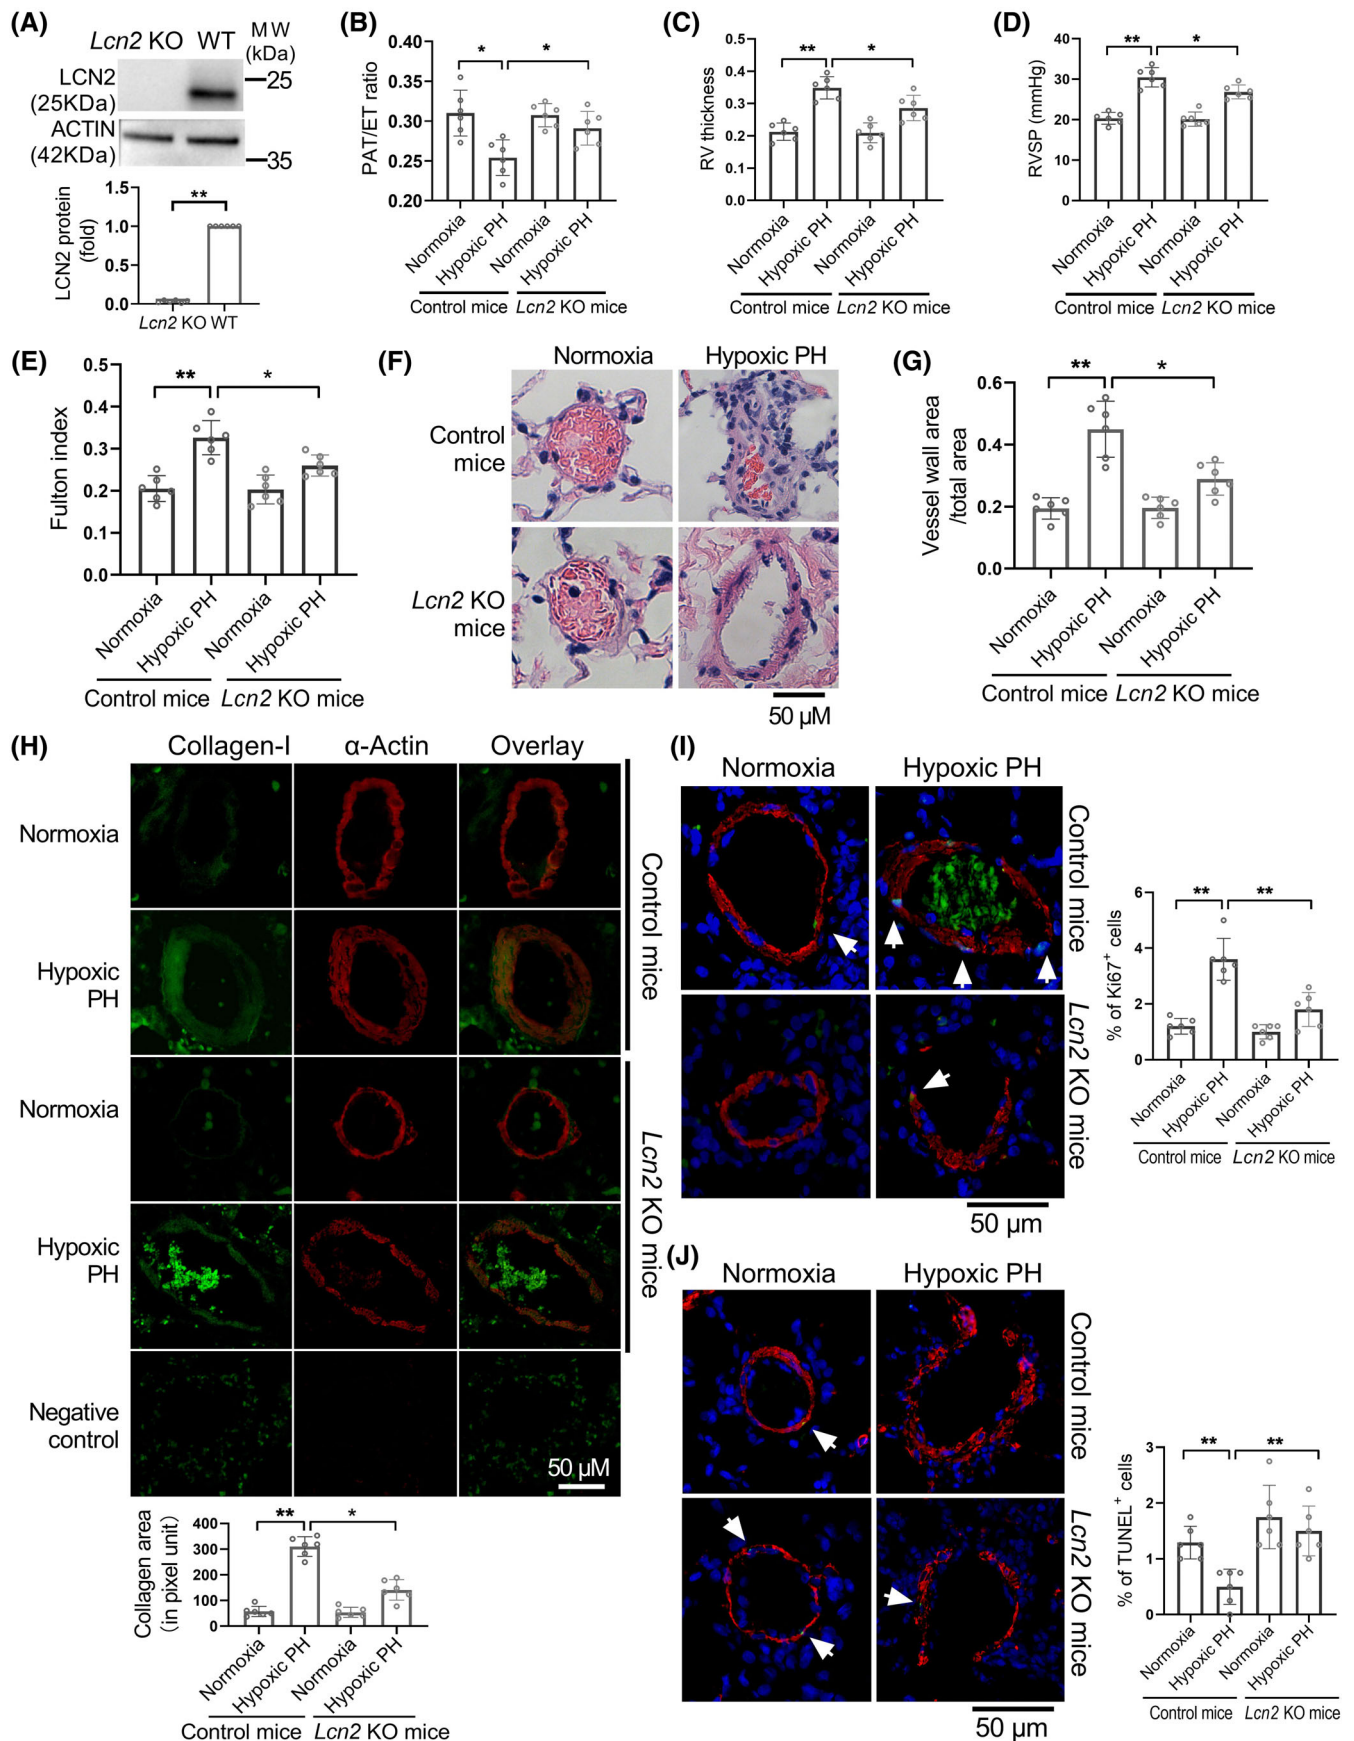 (A)
Lcn2 KO WT
MW
(kDa)
LCN2
(25KDa)
25
ACTIN
(42KDa)
35
**
LCN2 protein
(fold)
1.5
1.0
0.5
0.0
Lcn2 KO WT
(B)
PAT/ET ratio
0.40
0.35
0.30
0.25
0.20
*
*
Normoxia
Hypoxic PH
Normoxia
Hypoxic PH
Control mice
Lcn2 KO mice
(C)
RV thickness
0.5
0.4
0.3
0.2
0.1
0.0
**
*
Normoxia
Hypoxic PH
Normoxia
Hypoxic PH
Control mice
Lcn2 KO mice
(D)
RVSP (mmHg)
40
30
20
10
0
**
*
Normoxia
Hypoxic PH
Normoxia
Hypoxic PH
Control mice
Lcn2 KO mice
(E)
Fulton index
0.5
0.4
0.3
0.2
0.1
0.0
**
*
Normoxia
Hypoxic PH
Normoxia
Hypoxic PH
Control mice
Lcn2 KO mice
(F)
Normoxia
Hypoxic PH
Control
mice
Lcn2 KO
mice
50 µM
(G)
Vessel wall area
/total area
0.6
0.4
0.2
0.0
**
*
Normoxia
Hypoxic PH
Normoxia
Hypoxic PH
Control mice
Lcn2 KO mice
(H)
Collagen-I
α-Actin
Overlay
Normoxia
Hypoxic
PH
Control mice
Normoxia
Hypoxic
PH
Lcn2 KO mice
Negative
control
50 µM
Collagen area
(in pixel unit)
400
300
200
100
0
**
*
Normoxia
Hypoxic PH
Normoxia
Hypoxic PH
Control mice
Lcn2 KO mice
(I)
Normoxia
Hypoxic PH
Control mice
Lcn2 KO mice
50 µm
% of Ki67+ cells
6
4
2
0
**
**
Normoxia
Hypoxic PH
Normoxia
Hypoxic PH
Control mice
Lcn2 KO mice
(J)
Normoxia
Hypoxic PH
Control mice
Lcn2 KO mice
50 µm
% of TUNEL+ cells
3
2
1
0
**
**
Normoxia
Hypoxic PH
Normoxia
Hypoxic PH
Control mice
Lcn2 KO mice